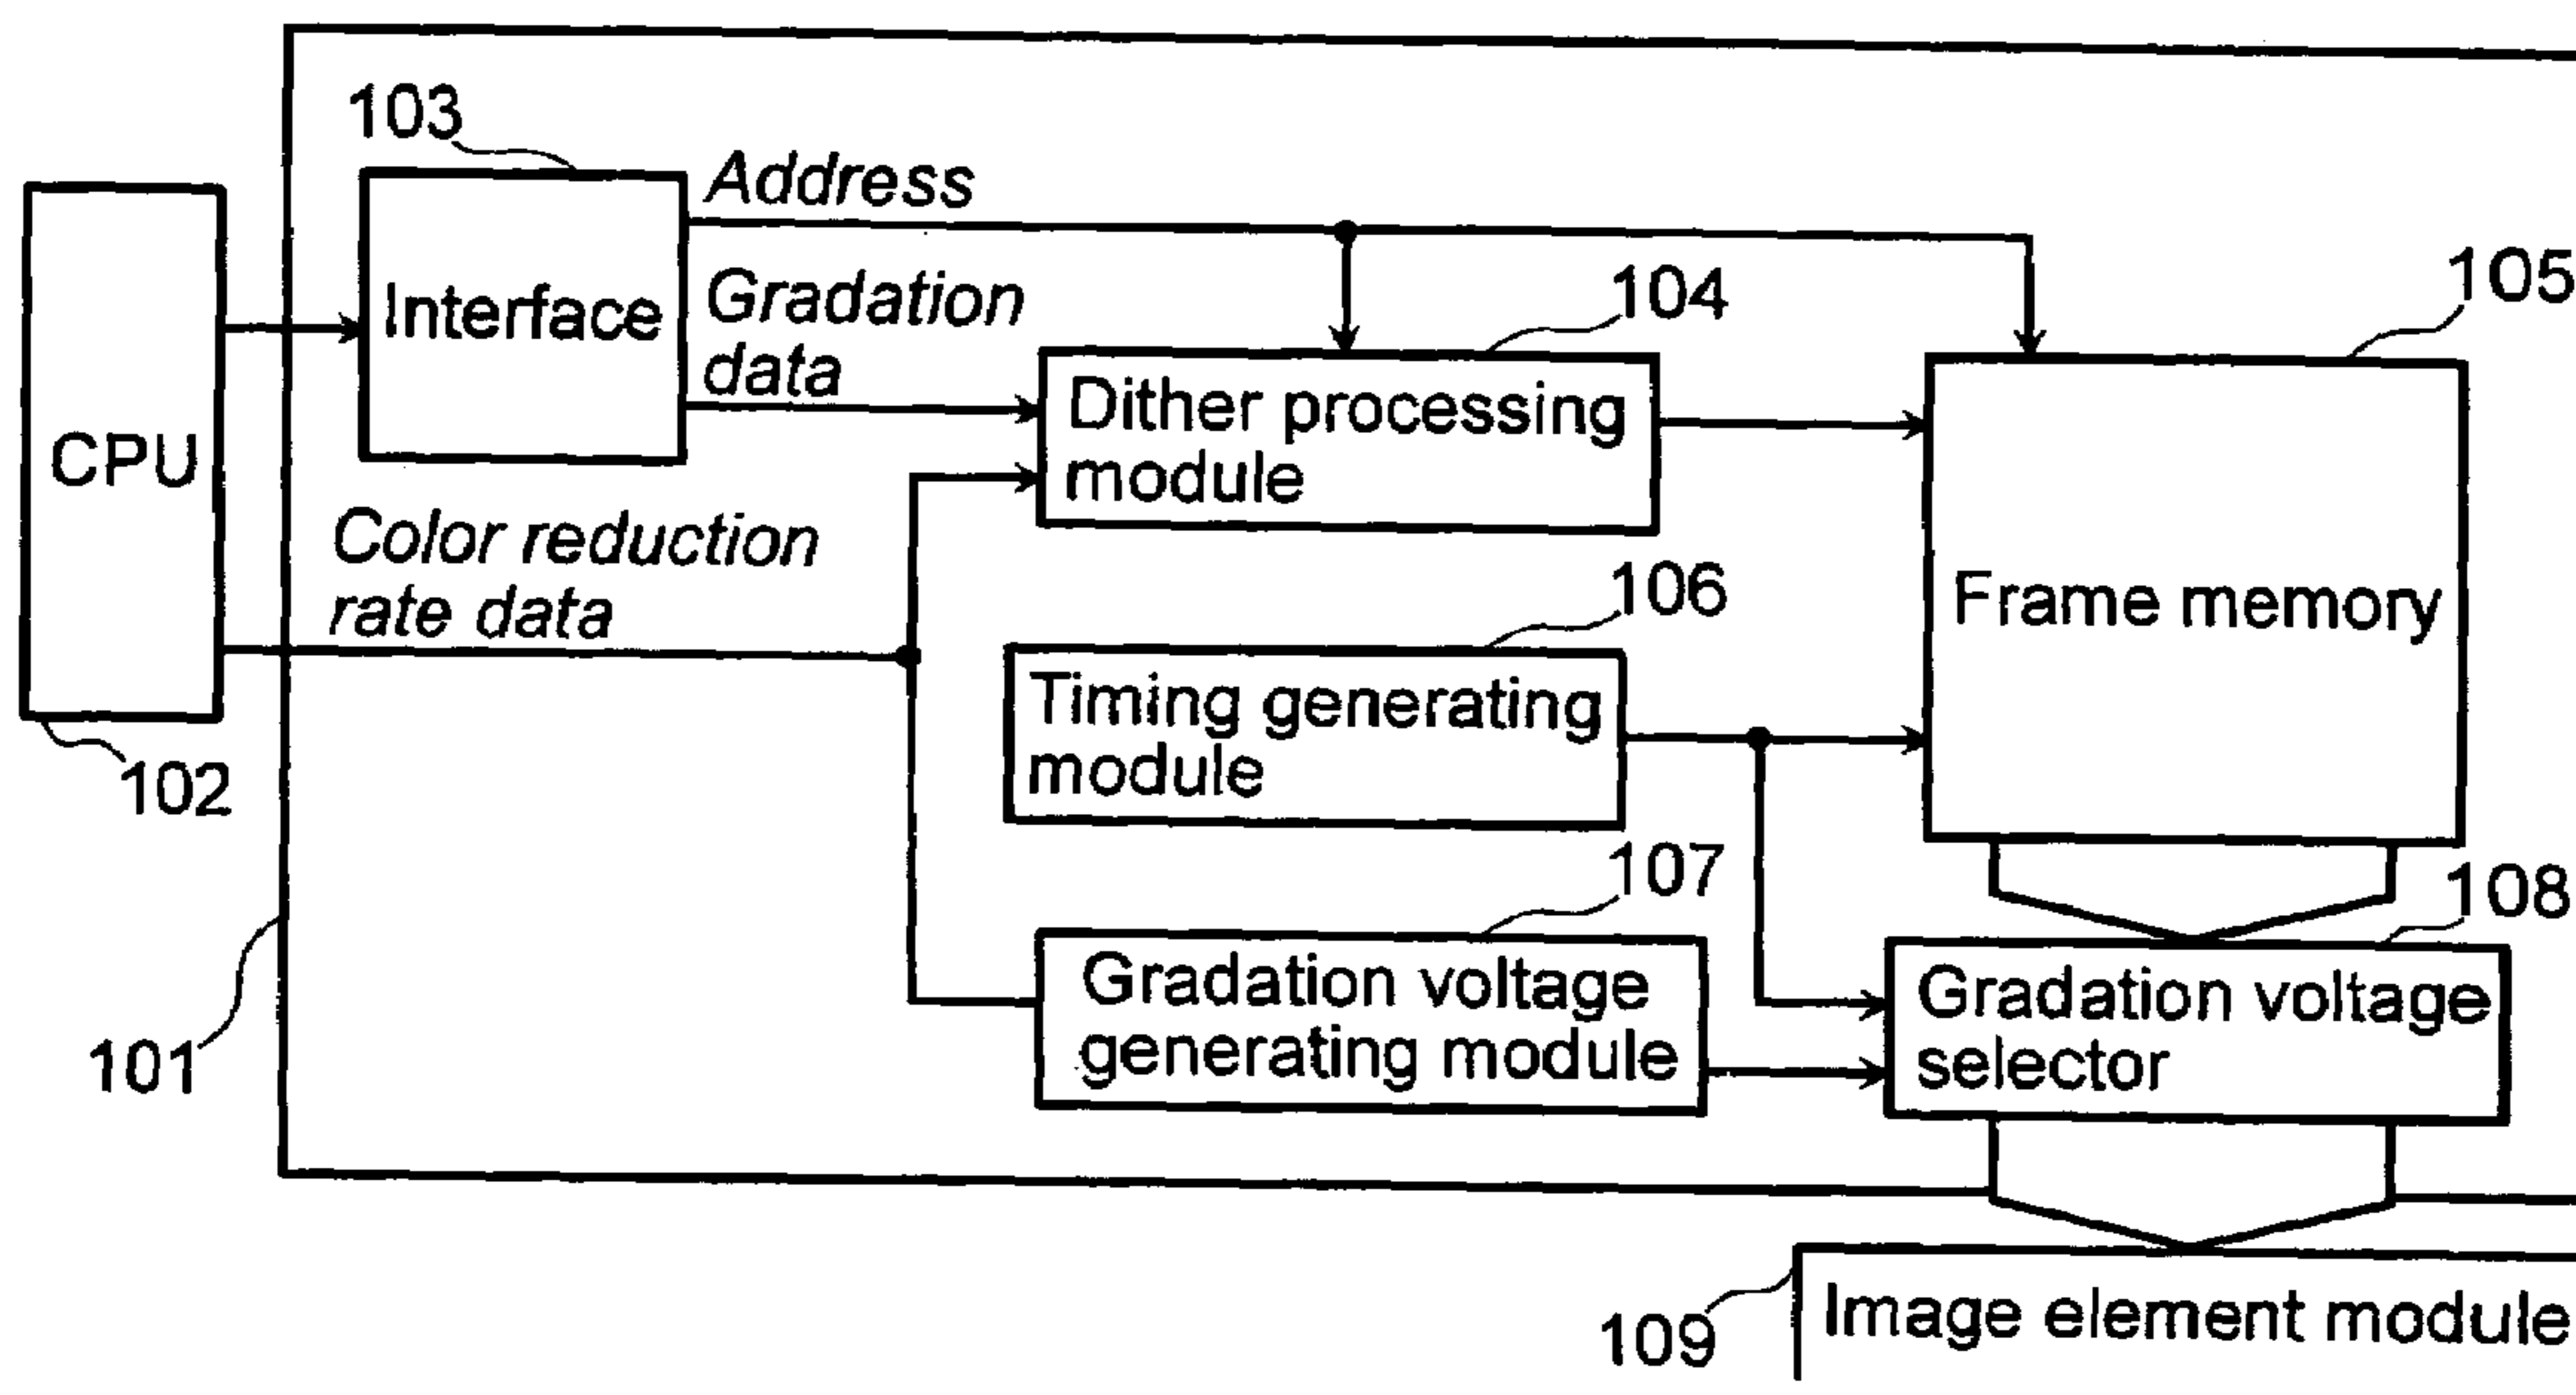 103
Address
Interface
Gradation
data
104
105
CPU
Dither processing
module
Color reduction
rate data
Frame memory
106
Timing generating
module
102
107
108
Gradation voltage
generating module
Gradation voltage
selector
101
109
Image element module